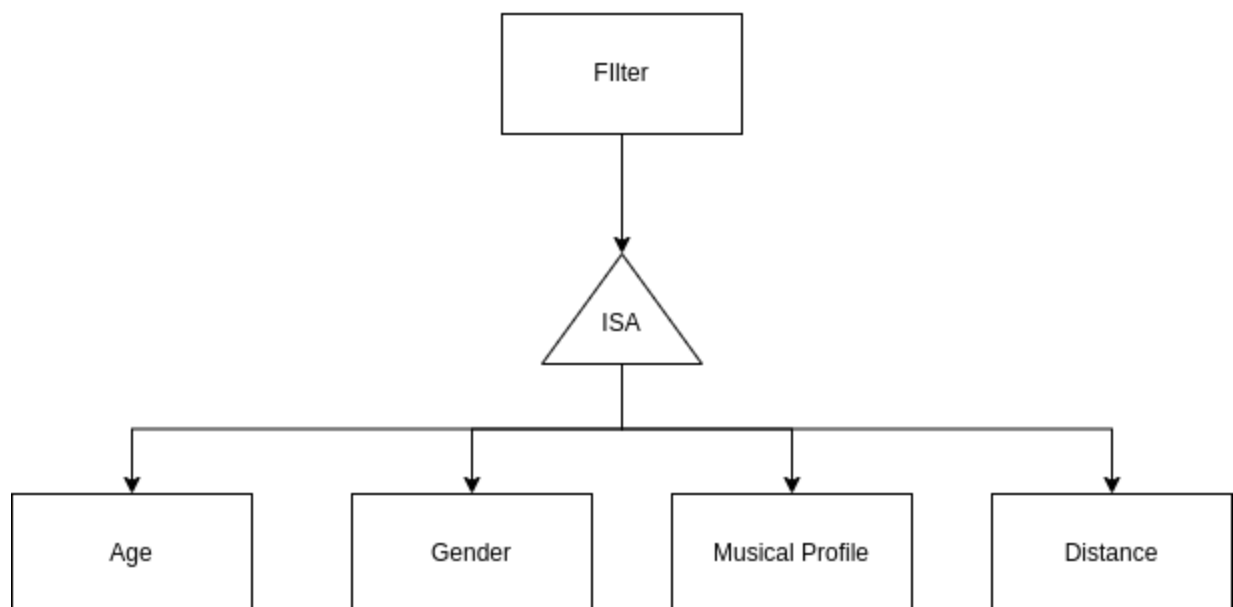 FIlter
ISA
Age
Gender
Musical Profile
Distance